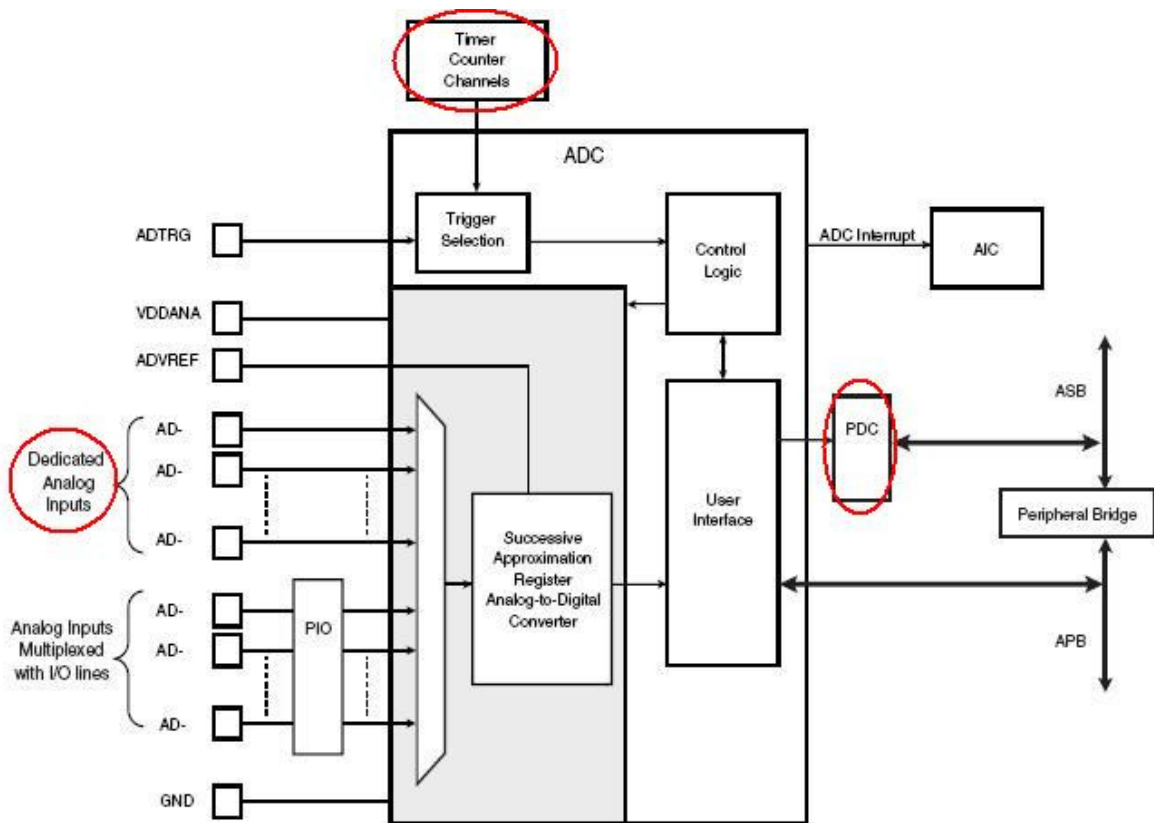 Timer
Counter
Channels
ADC
ADTRG
Trigger
Selection
Control
Logic
ADC Interrupt
AIC
VDDANA
ADVREF
ASB
Dedicated
Analog
Inputs
AD-
AD-
AD-
PDC
User
Interface
Peripheral Bridge
Successive
Approximation
Register
Analog-to-Digital
Converter
Analog Inputs
Multiplexed
with I/O lines
AD-
AD-
AD-
PIO
APB
GND